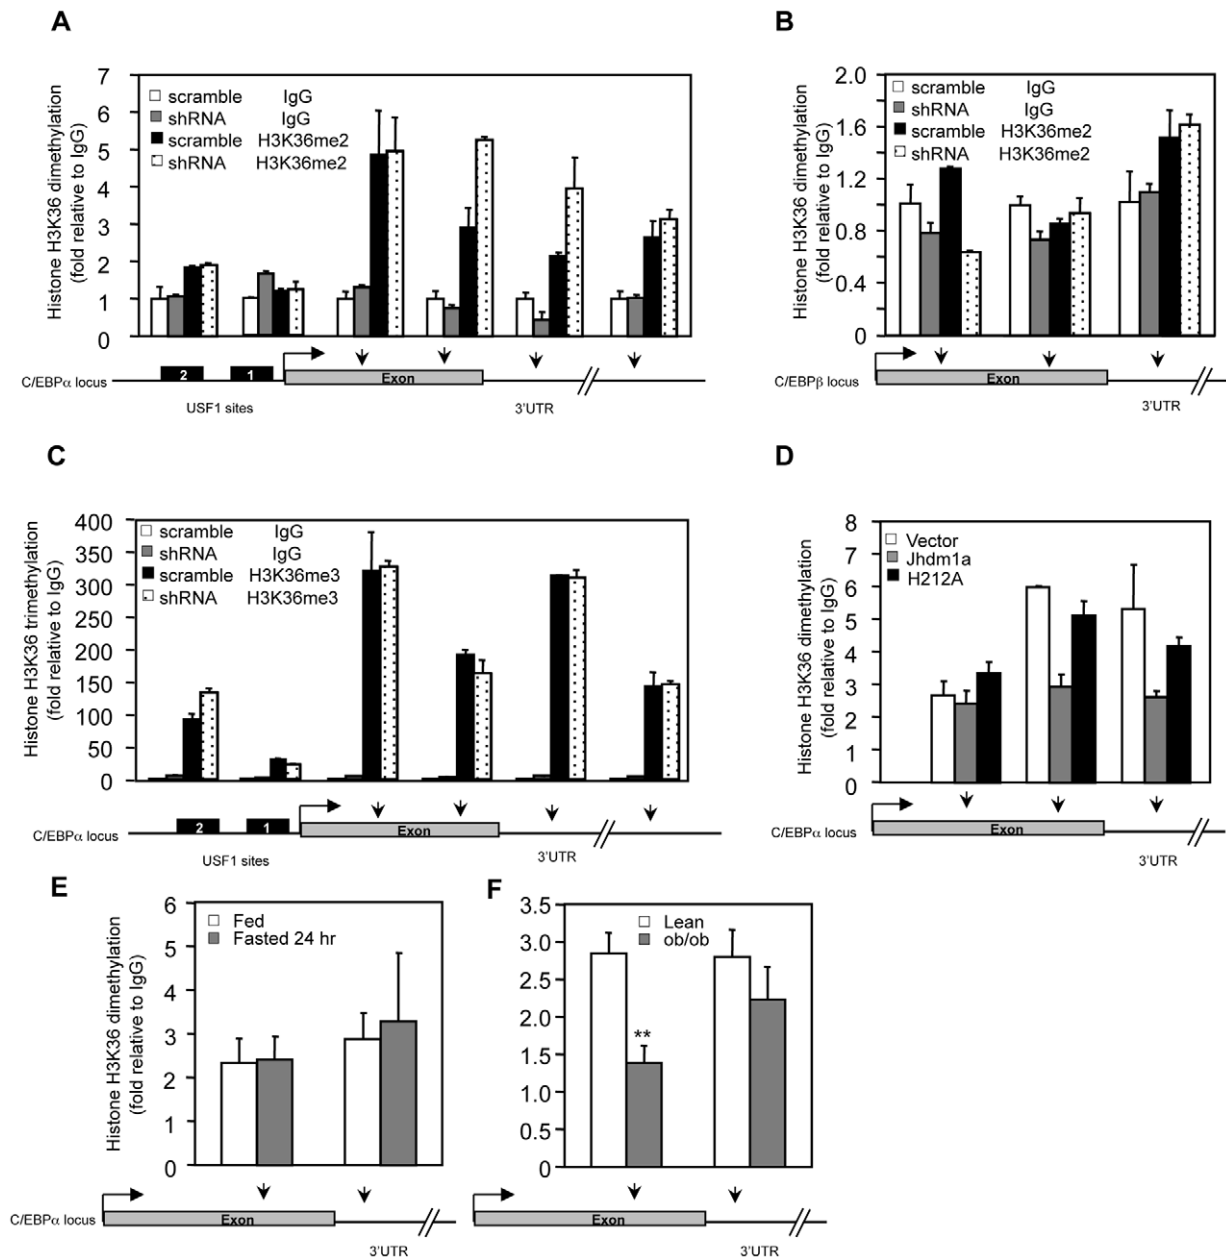 A
Histone H3K36 dimethylation
(fold relative to IgG)
7
6
5
4
3
2
1
0
scramble IgG
shRNA IgG
scramble H3K36me2
shRNA H3K36me2
C/EBPα locus
2
1
Exon
USF1 sites
3'UTR
B
Histone H3K36 dimethylation
(fold relative to IgG)
2.0
1.6
1.2
0.8
0.4
0
scramble IgG
shRNA IgG
scramble H3K36me2
shRNA H3K36me2
C/EBPβ locus
Exon
3'UTR
C
Histone H3K36 trimethylation
(fold relative to IgG)
400
350
300
250
200
150
100
50
0
scramble IgG
shRNA IgG
scramble H3K36me3
shRNA H3K36me3
C/EBPα locus
2
1
Exon
USF1 sites
3'UTR
D
Histone H3K36 dimethylation
(fold relative to IgG)
8
7
6
5
4
3
2
1
0
Vector
Jhdm1a
H212A
C/EBPα locus
Exon
3'UTR
E
Histone H3K36 dimethylation
(fold relative to IgG)
6
5
4
3
2
1
0
Fed
Fasted 24 hr
C/EBPα locus
Exon
3'UTR
F
3.5
3.0
2.5
2.0
1.5
1.0
0.5
0
Lean
ob/ob
**
Exon
3'UTR